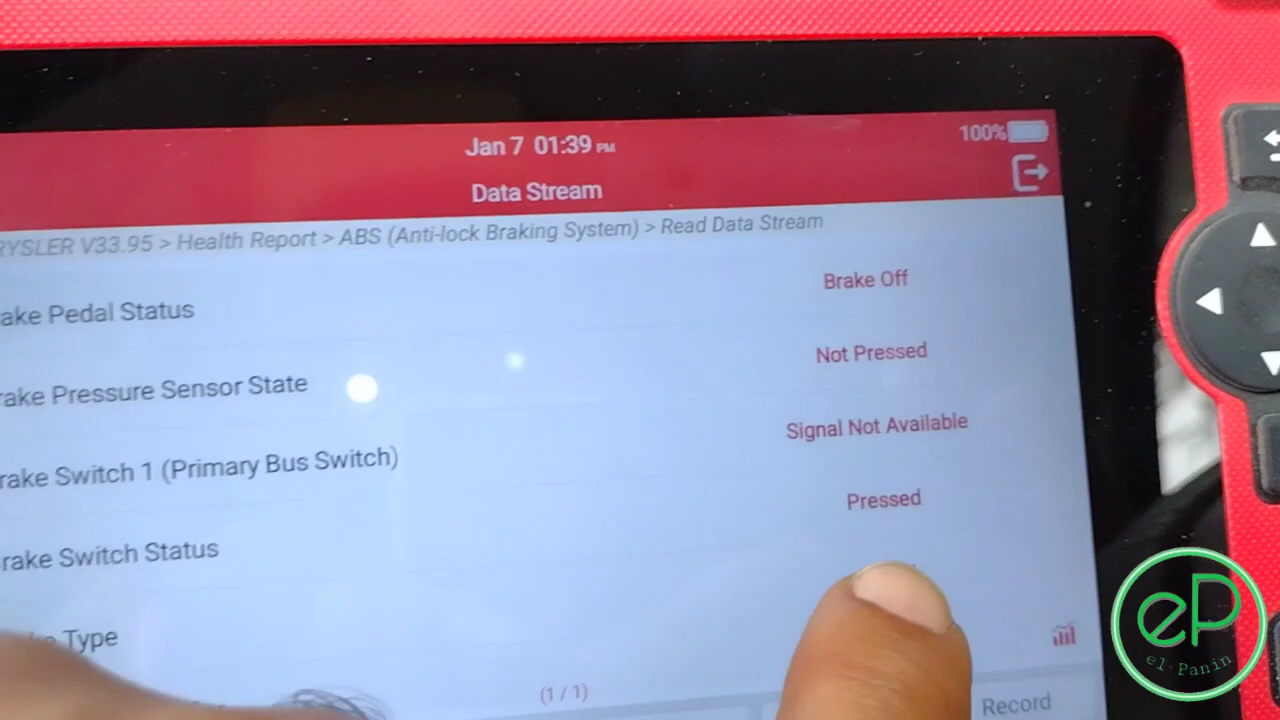 Jan 7 01:39 PM
100%
Data Stream
RYSLER V33.95 > Health Report > ABS (Anti-lock Braking System) > Read Data Stream
ake Pedal Status
Brake Off
rake Pressure Sensor State
Not Pressed
rake Switch 1 (Primary Bus Switch)
Signal Not Available
rake Switch Status
Pressed
Type
(1 / 1)
Record
eP
el Panin